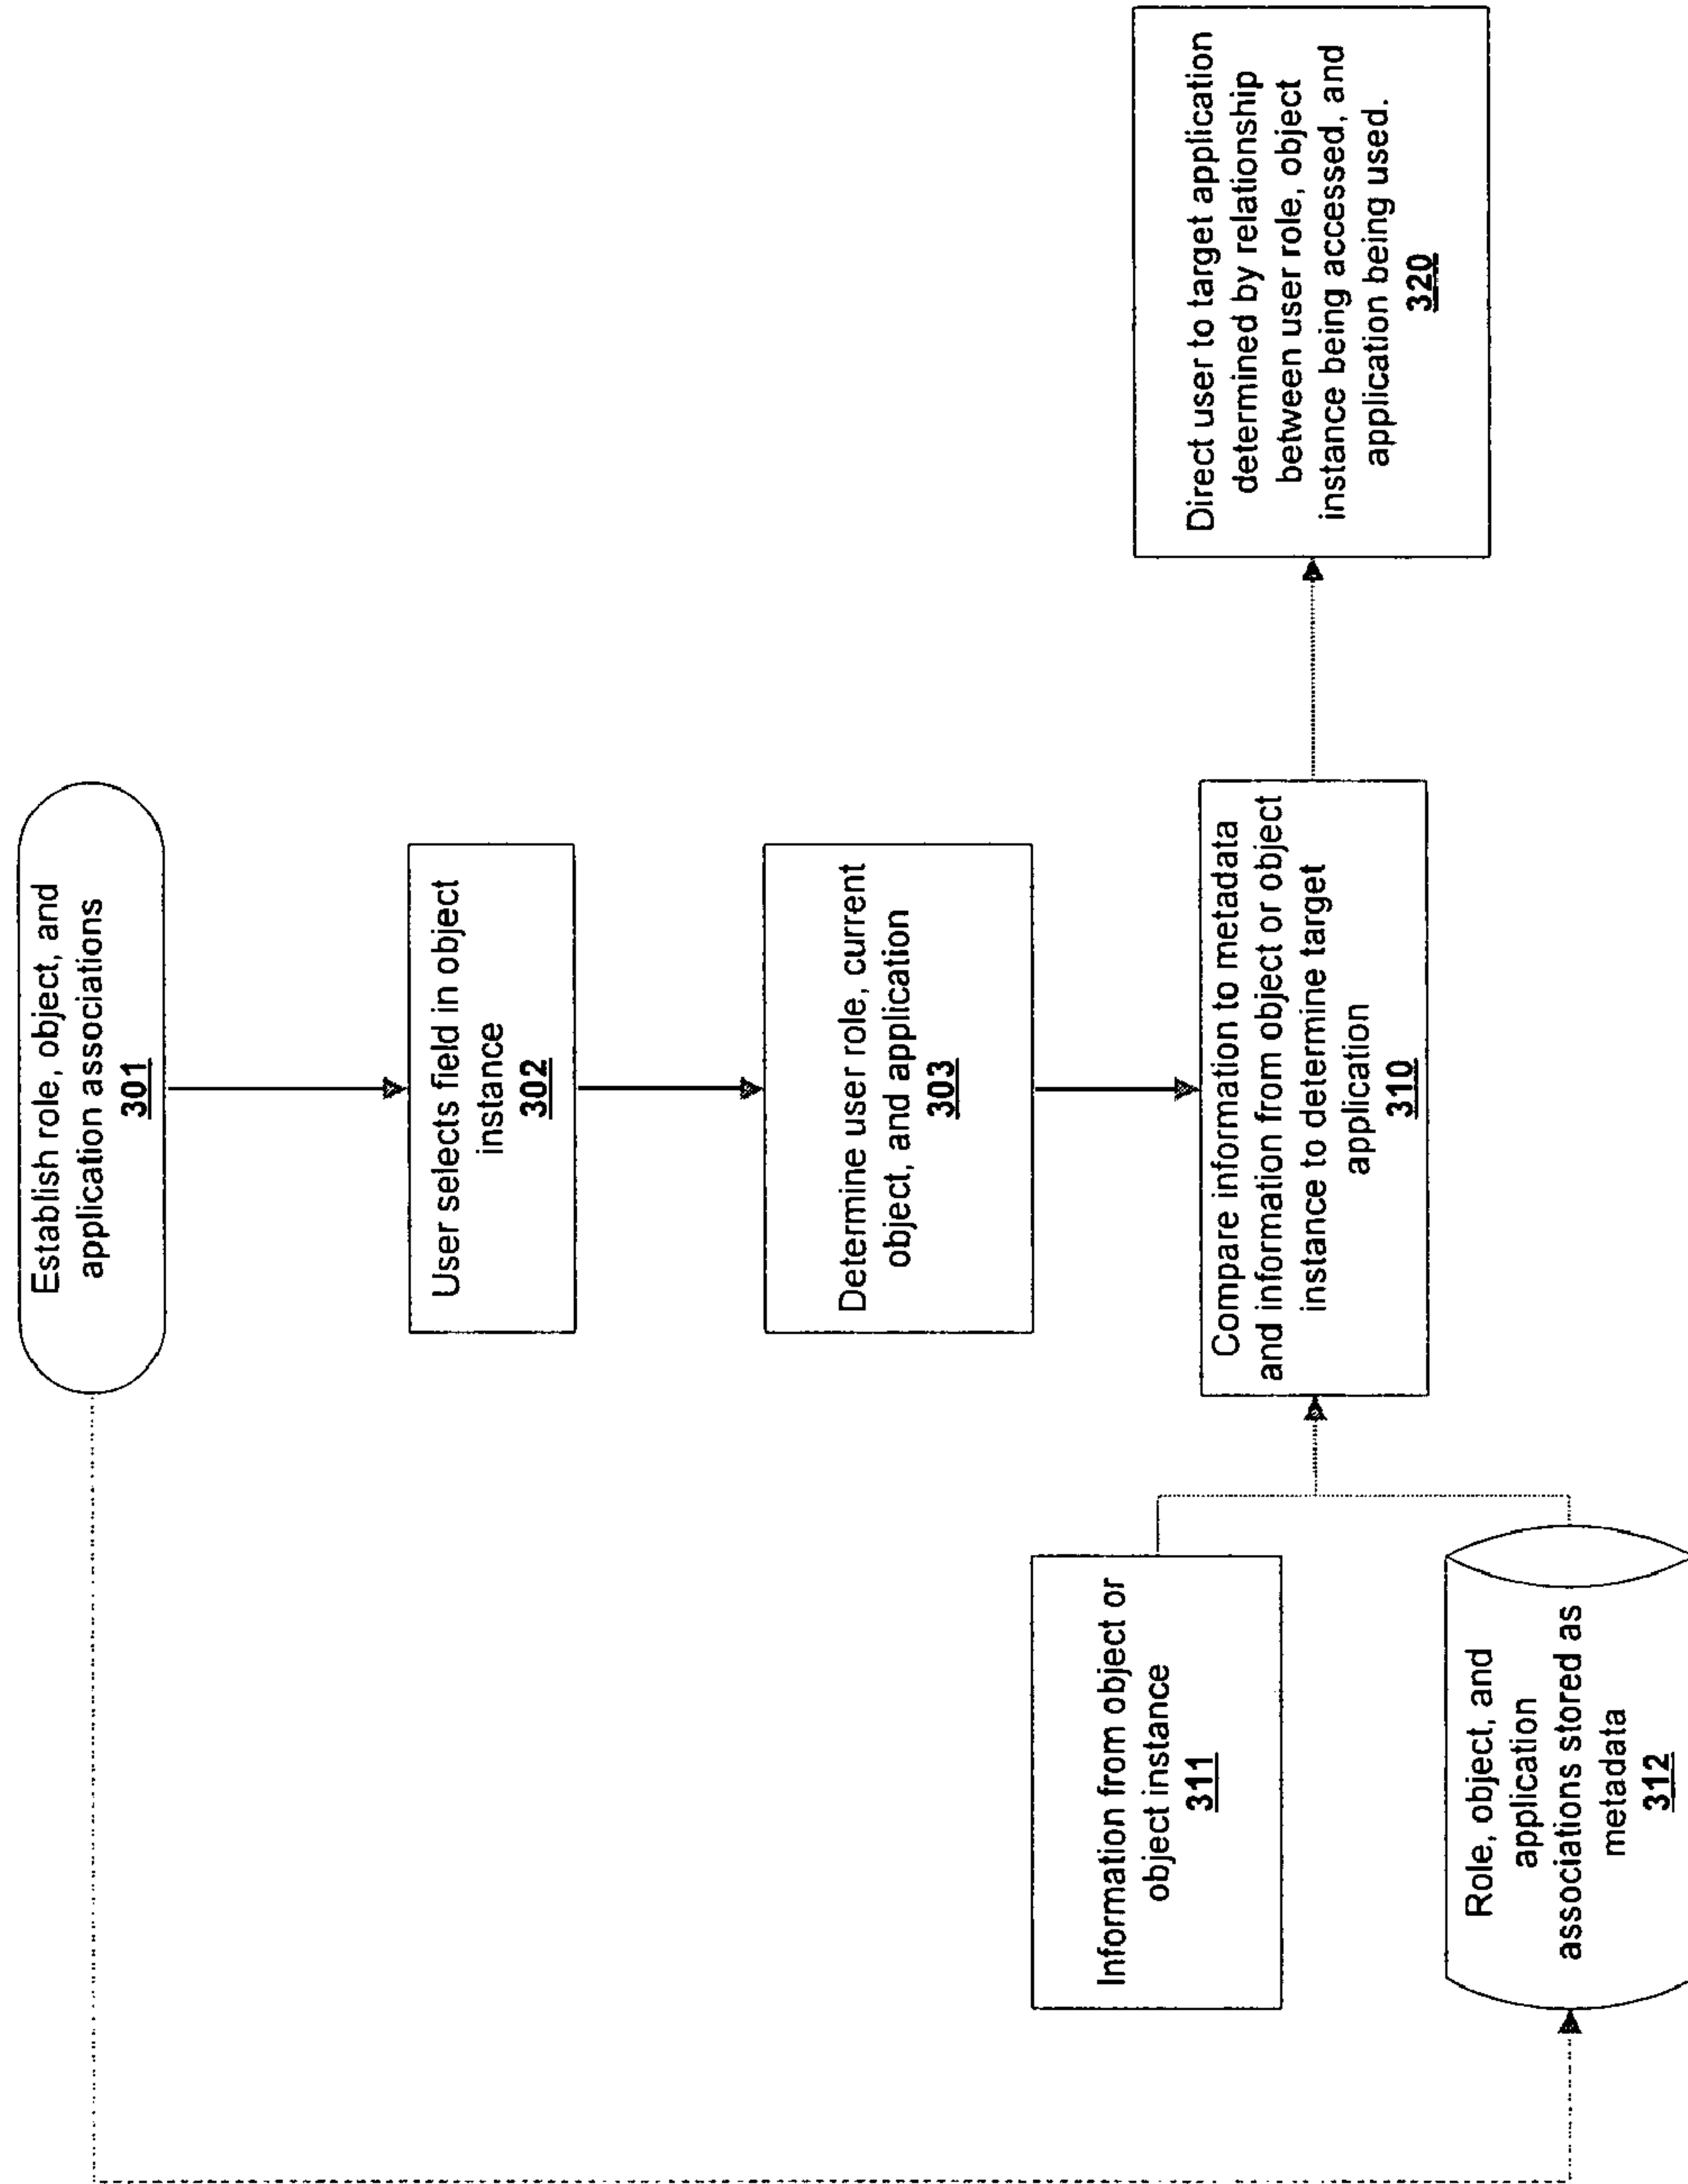 Establish role, object, and
application associations
301
User selects field in object
instance
302
Determine user role, current
object, and application
303
Compare information to metadata
and information from object or object
instance to determine target
application
310
Information from object or
object instance
311
Role, object, and
application
associations stored as
metadata
312
Direct user to target application
determined by relationship
between user role, object
instance being accessed, and
application being used.
320